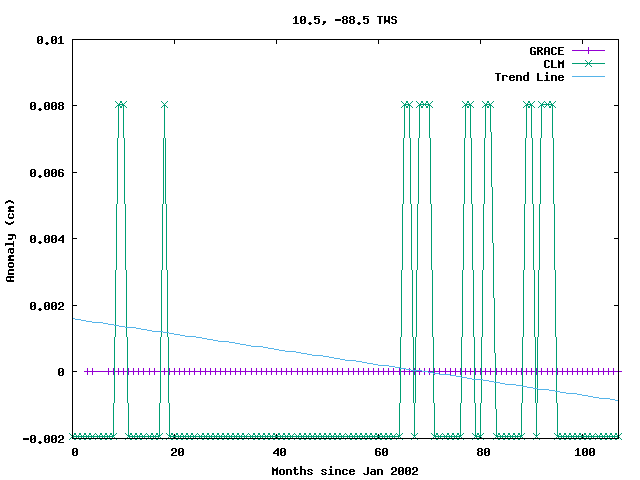 10.5, -88.5 TWS
0.01
GRACE
CLM
Trend Line
0.008
0.006
0.004
Anomaly (cm)
0.002
0
-0.002
0 20 40 60 80 100
Months since Jan 2002